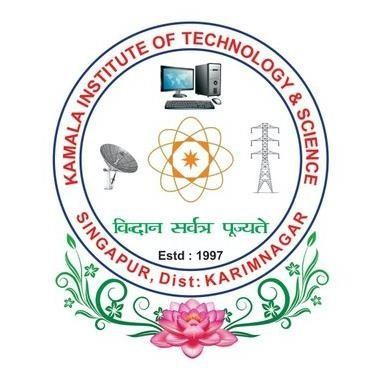 KAMALA INSTITUTE OF TECHNOLOGY & SCIENCE
विद्वान सर्वत्र पूज्यते
Estd : 1997
SINGAPUR, Dist: KARIMNAGAR